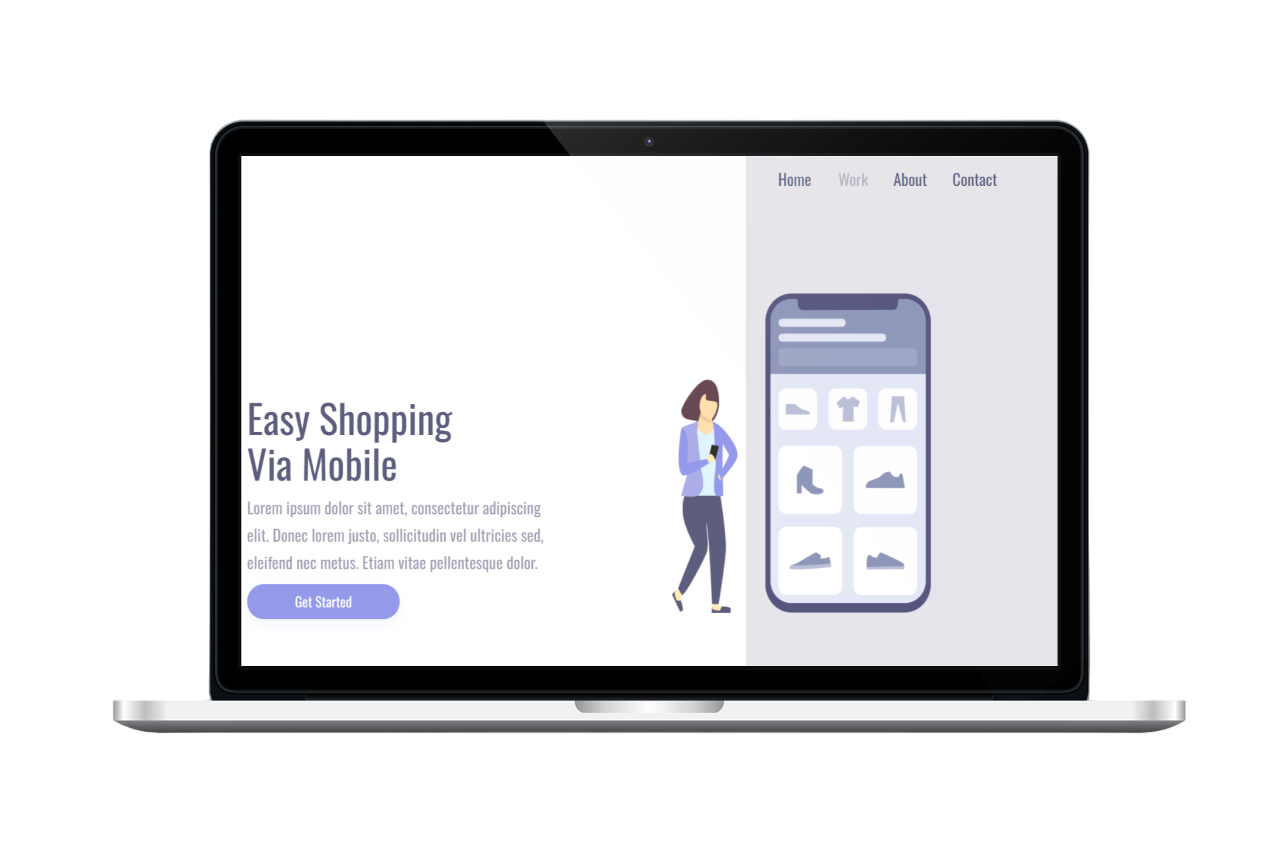 Home Work About Contact
Easy Shopping
Via Mobile
Lorem ipsum dolor sit amet, consectetur adipiscing
elit. Donec lorem justo, sollicitudin vel ultricies sed,
eleifend nec metus. Etiam vitae pellentesque dolor.
Get Started